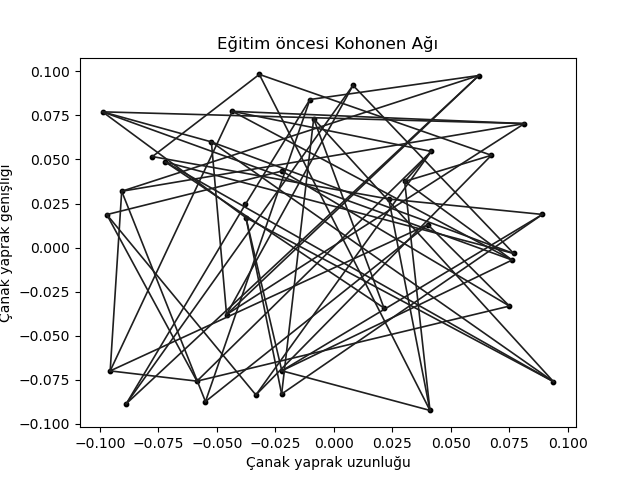 Eğitim öncesi Kohonen Ağı
0.100
0.075
0.050
0.025
0.000
−0.025
−0.050
−0.075
−0.100
Çanak yaprak genişliği
−0.100 −0.075 −0.050 −0.025 0.000 0.025 0.050 0.075 0.100
Çanak yaprak uzunluğu